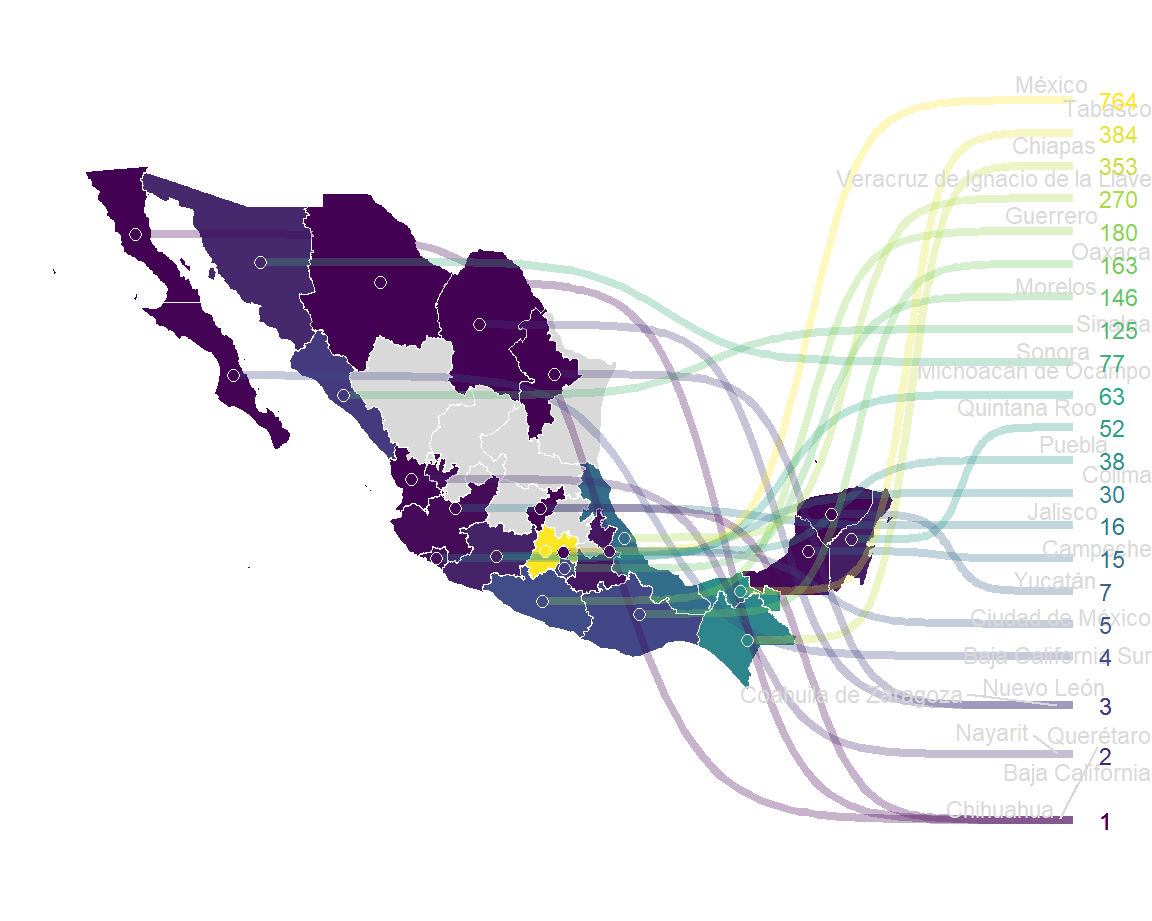 México
764
Tabasco
384
Chiapas
353
Veracruz de Ignacio de la Llave
270
Guerrero
180
Oaxaca
163
Morelos
146
Sinaloa
125
Sonora
77
Michoacán de Ocampo
63
Quintana Roo
52
Puebla
38
Colima
30
Jalisco
16
Campeche
15
Yucatán
7
Ciudad de México
5
Baja California Sur
4
Coahuila de Zaragoza
Nuevo León
3
Nayarit
Querétaro
2
Baja California
Chihuahua
1